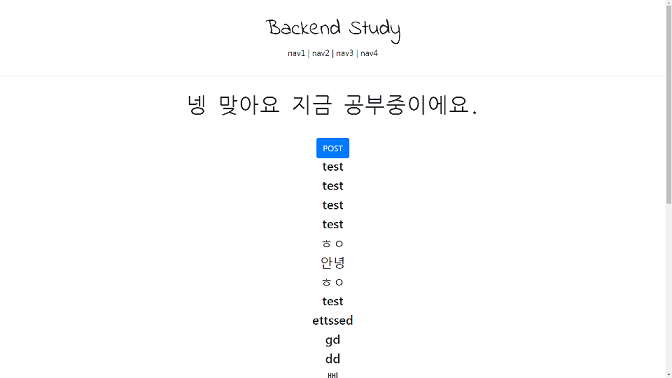 Backend Study
nav1 | nav2 | nav3 | nav4
넹 맞아요 지금 공부중이에요.
POST
test
test
test
test
ㅎㅇ
안녕
ㅎㅇ
test
ettssed
gd
dd